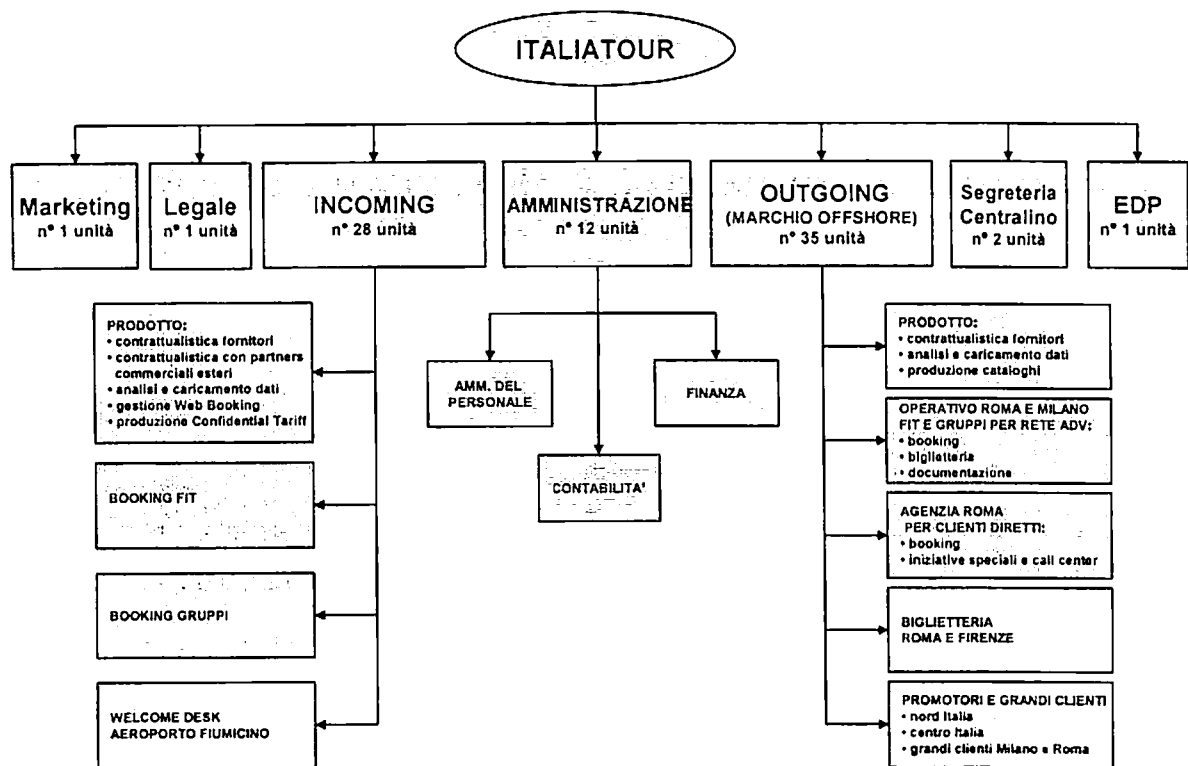 ITALIATOUR
Marketing
n° 1 unità
Legale
n° 1 unità
INCOMING
n° 28 unità
AMMINISTRAZIONE
n° 12 unità
OUTGOING
(MARCHIO OFFSHORE)
n° 35 unità
Segreteria
Centralino
n° 2 unità
EDP
n° 1 unità
PRODOTTO:
• contrattualistica fornitori
• contrattualistica con partners
commerciali esteri
• analisi e caricamento dati
• gestione Web Booking
• produzione Confidential Tariff
BOOKING FIT
BOOKING GRUPPI
WELCOME DESK
AEROPORTO FIUMICINO
AMM. DEL
PERSONALE
FINANZA
CONTABILITA'
PRODOTTO:
• contrattualistica fornitori
• analisi e caricamento dati
• produzione cataloghi
OPERATIVO ROMA E MILANO
FIT E GRUPPI PER RETE ADV:
• booking
• biglietteria
• documentazione
AGENZIA ROMA
PER CLIENTI DIRETTI:
• booking
• iniziative speciali e call center
BIGLIETTERIA
ROMA E FIRENZE
PROMOTORI E GRANDI CLIENTI
• nord Italia
• centro Italia
• grandi clienti Milano e Roma